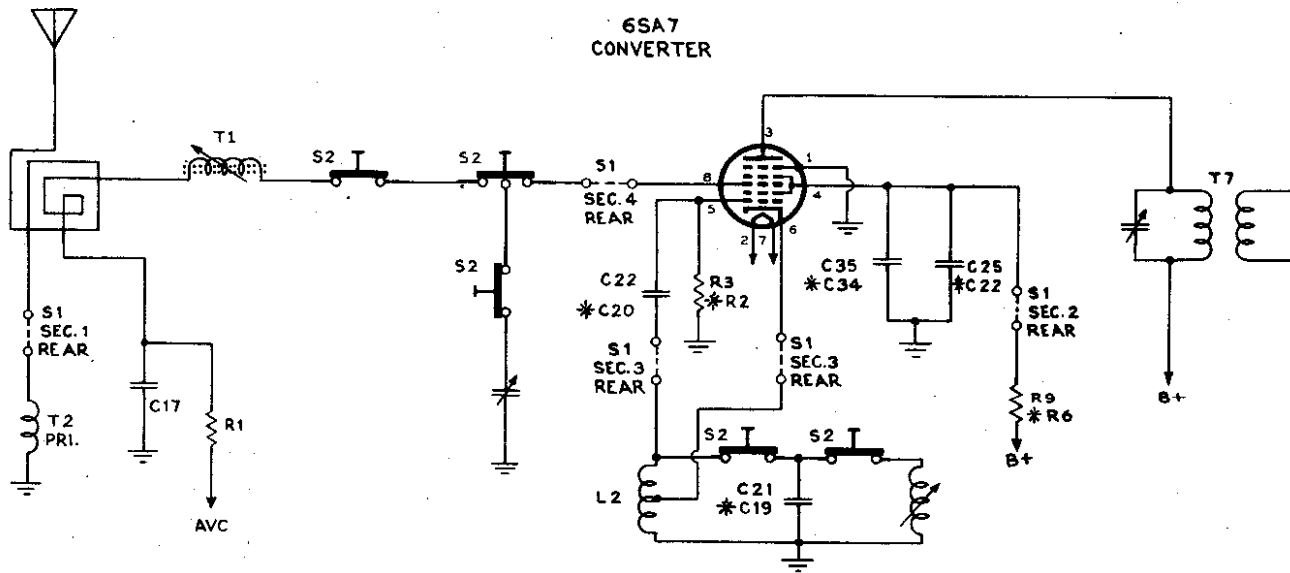 6SA7
CONVERTER
T1
S2
S2
S1
SEC. 4
REAR
8
5
3
1
4
2
7
6
T7
S2
C22
✳C20
R3
✳R2
C35
✳C34
C25
✳C22
S1
SEC. 1
REAR
S1
SEC. 3
REAR
S1
SEC. 3
REAR
S1
SEC. 2
REAR
C17
R1
T2
PRI.
R9
✳R6
B+
B+
S2
S2
L2
C21
✳C19
AVC